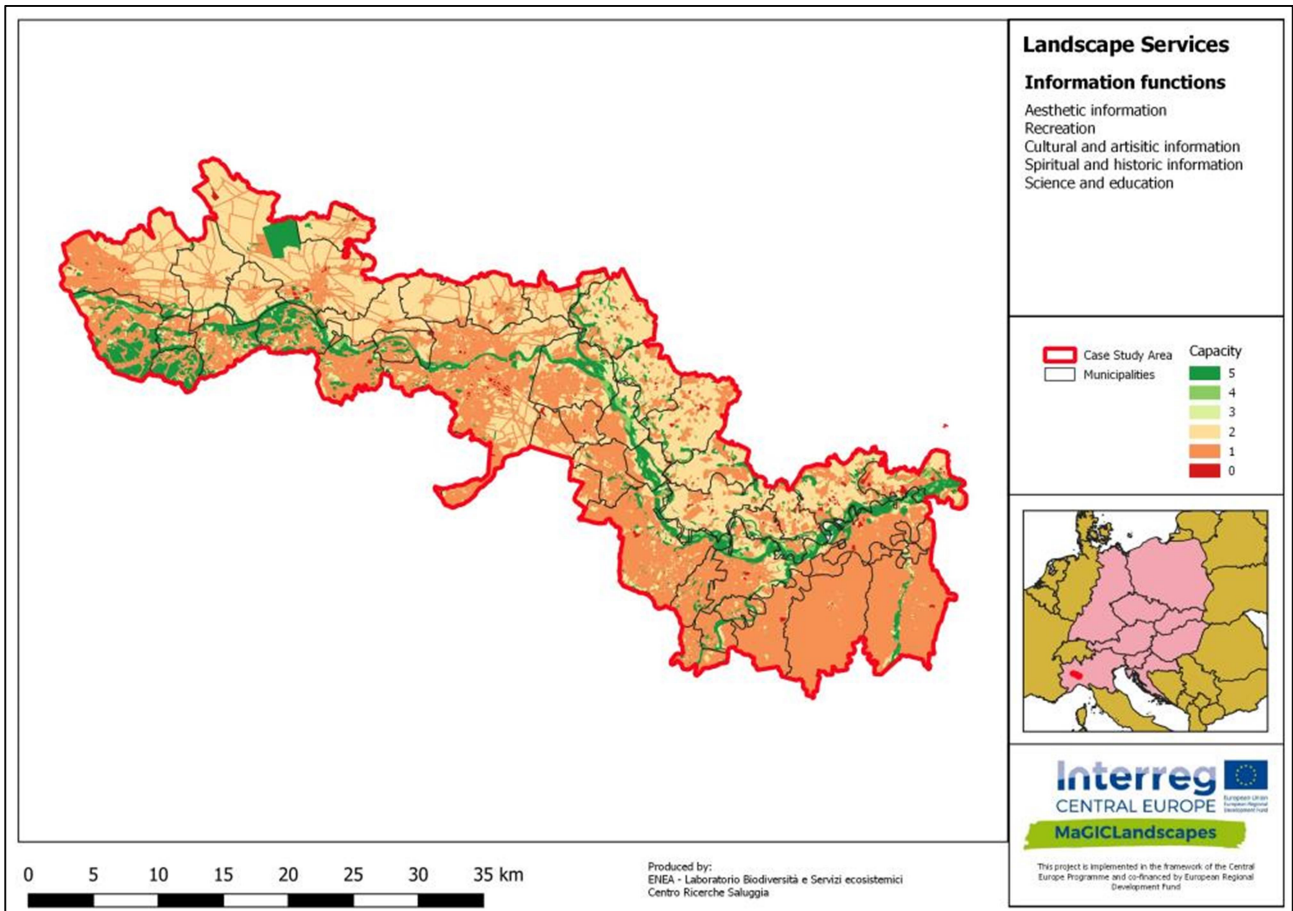 Landscape Services
Information functions
Aesthetic information
Recreation
Cultural and artisitic information
Spiritual and historic information
Science and education
Case Study Area
Municipalities
Capacity
5
4
3
2
1
0
Interreg
CENTRAL EUROPE
European Union
European Regional
Development Fund
MaGICLandscapes
This project is implemented in the framework of the Central
Europe Programme and co-financed by European Regional
Development Fund
0 5 10 15 20 25 30 35 km
Produced by:
ENEA - Laboratorio Biodiversità e Servizi ecosistemici
Centro Ricerche Saluggia